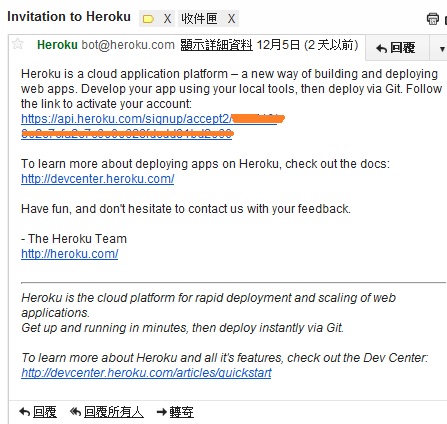 Invitation to Heroku X 收件匣 X
Heroku bot@heroku.com 顯示詳細資料 12月5日 (2 天以前) 回覆
Heroku is a cloud application platform – a new way of building and deploying
web apps. Develop your app using your local tools, then deploy via Git. Follow
the link to activate your account:
https://api.heroku.com/signup/accept2/
To learn more about deploying apps on Heroku, check out the docs:
http://devcenter.heroku.com/
Have fun, and don't hesitate to contact us with your feedback.
- The Heroku Team
http://heroku.com/
Heroku is the cloud platform for rapid deployment and scaling of web
applications.
Get up and running in minutes, then deploy instantly via Git.
To learn more about Heroku and all it's features, check out the Dev Center:
http://devcenter.heroku.com/articles/quickstart
回覆 回覆所有人 轉寄